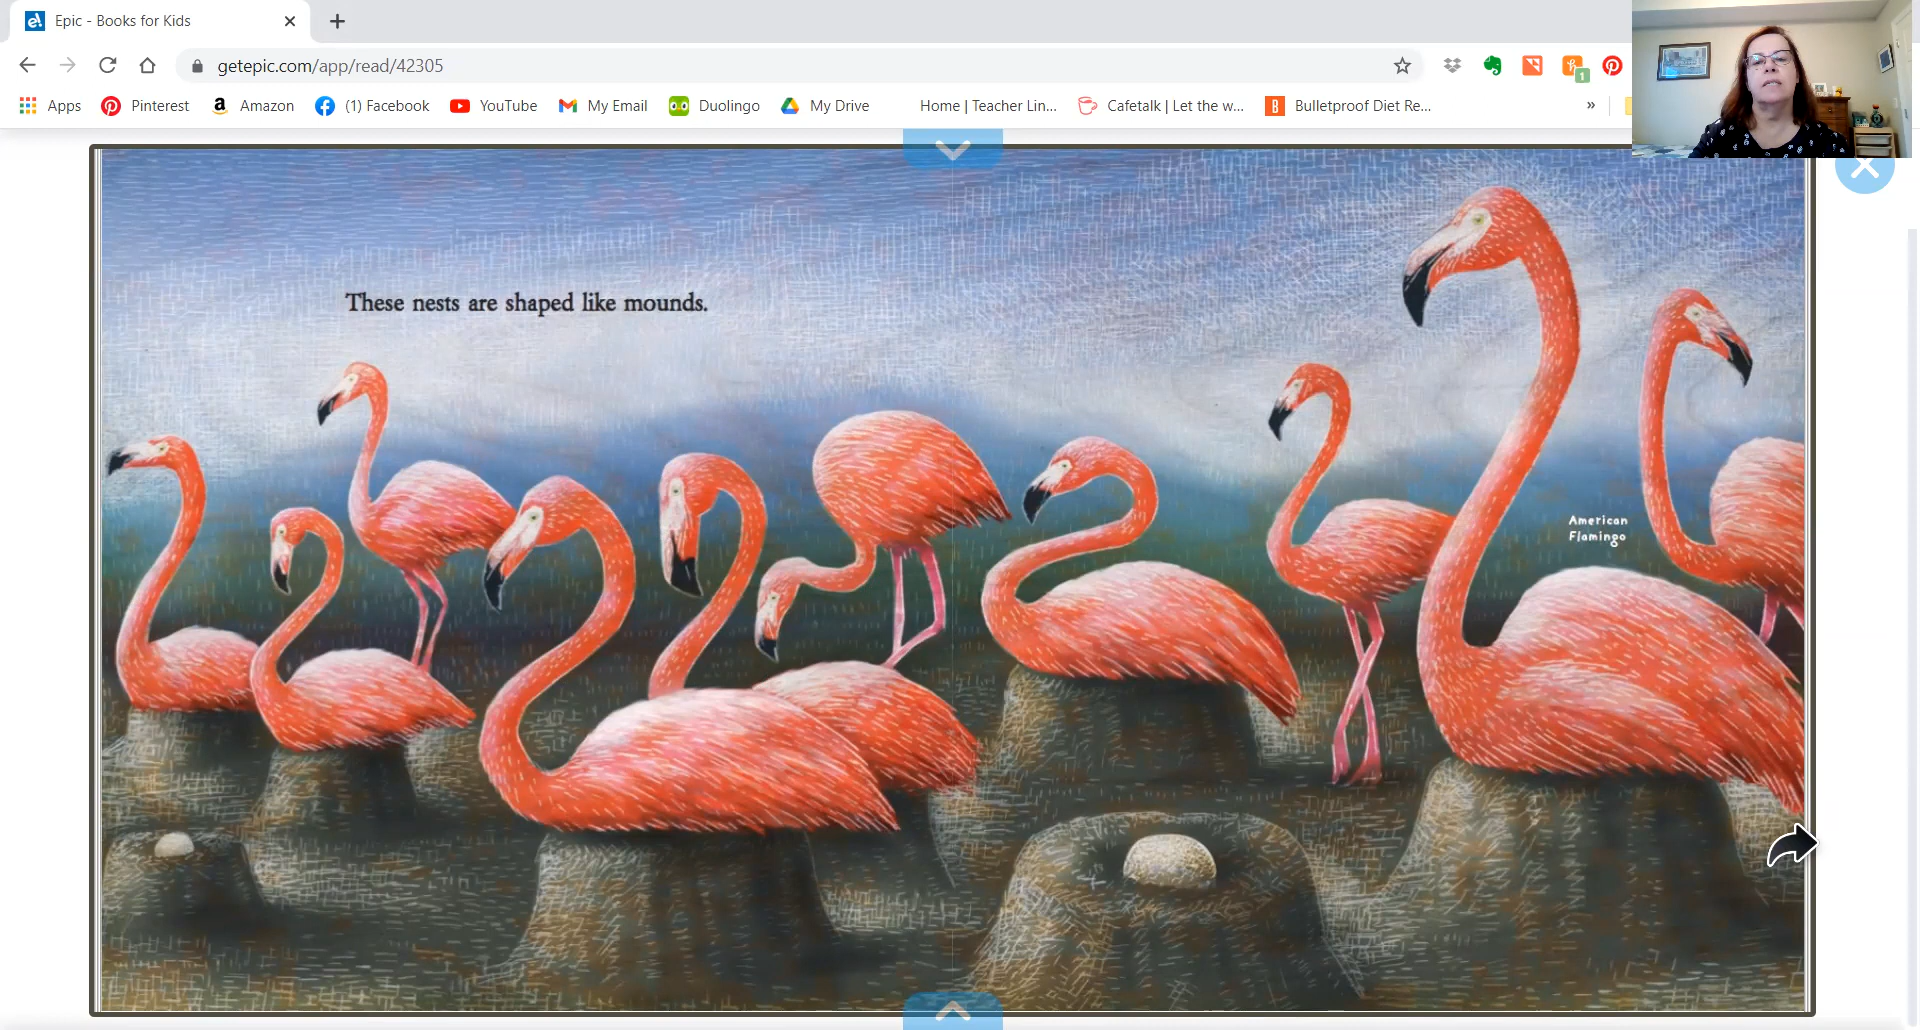 Epic - Books for Kids
getepic.com/app/read/42305
1
Apps Pinterest Amazon (1) Facebook YouTube My Email Duolingo My Drive Home | Teacher Lin... Cafetalk | Let the w... Bulletproof Diet Re... »
These nests are shaped like mounds.
American
Flamingo